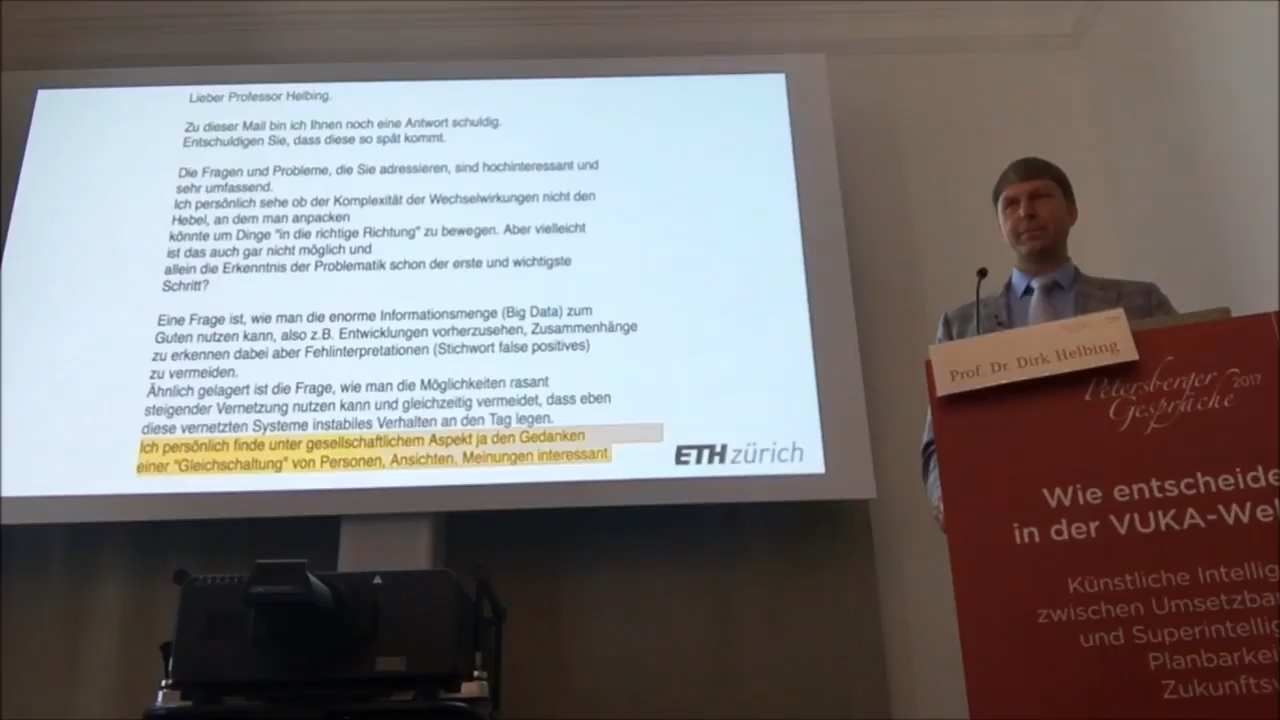 Lieber Professor Helbing.
Zu dieser Mail bin ich Ihnen noch eine Antwort schuldig.
Entschuldigen Sie, dass diese so spät kommt.
Die Fragen und Probleme, die Sie adressieren, sind hochinteressant und
sehr umfassend.
Ich persönlich sehe ob der Komplexität der Wechselwirkungen nicht den
Hebel, an dem man anpacken
könnte um Dinge "in die richtige Richtung" zu bewegen. Aber vielleicht
ist das auch gar nicht möglich und
allein die Erkenntnis der Problematik schon der erste und wichtigste
Schritt?
Eine Frage ist, wie man die enorme Informationsmenge (Big Data) zum
Guten nutzen kann, also z.B. Entwicklungen vorherzusehen, Zusammenhänge
zu erkennen dabei aber Fehlinterpretationen (Stichwort false positives)
zu vermeiden.
Ähnlich gelagert ist die Frage, wie man die Möglichkeiten rasant
steigender Vernetzung nutzen kann und gleichzeitig vermeidet, dass eben
diese vernetzten Systeme instabiles Verhalten an den Tag legen.
Ich persönlich finde unter gesellschaftlichem Aspekt ja den Gedanken
einer "Gleichschaltung" von Personen, Ansichten, Meinungen interessant
ETH zürich
Prof. Dr. Dirk Helbing
Petersberger 2017
Gespräche
Wie entscheide
in der VUKA-Wel
Künstliche Intellig
zwischen Umsetzba
und Superintellig
Planbarkei
Zukunfts